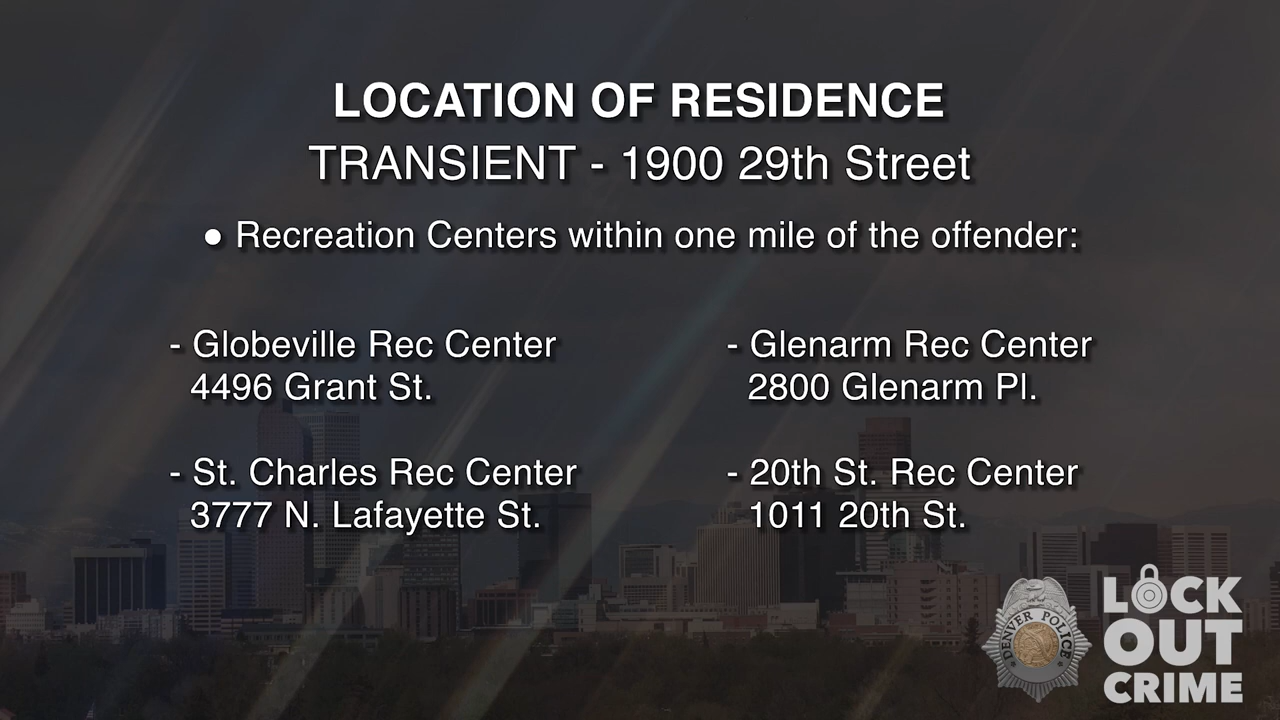 LOCATION OF RESIDENCE
TRANSIENT - 1900 29th Street
● Recreation Centers within one mile of the offender:
- Globeville Rec Center
4496 Grant St.
- Glenarm Rec Center
2800 Glenarm Pl.
- St. Charles Rec Center
3777 N. Lafayette St.
- 20th St. Rec Center
1011 20th St.
DENVER POLICE
LOCK
OUT
CRIME